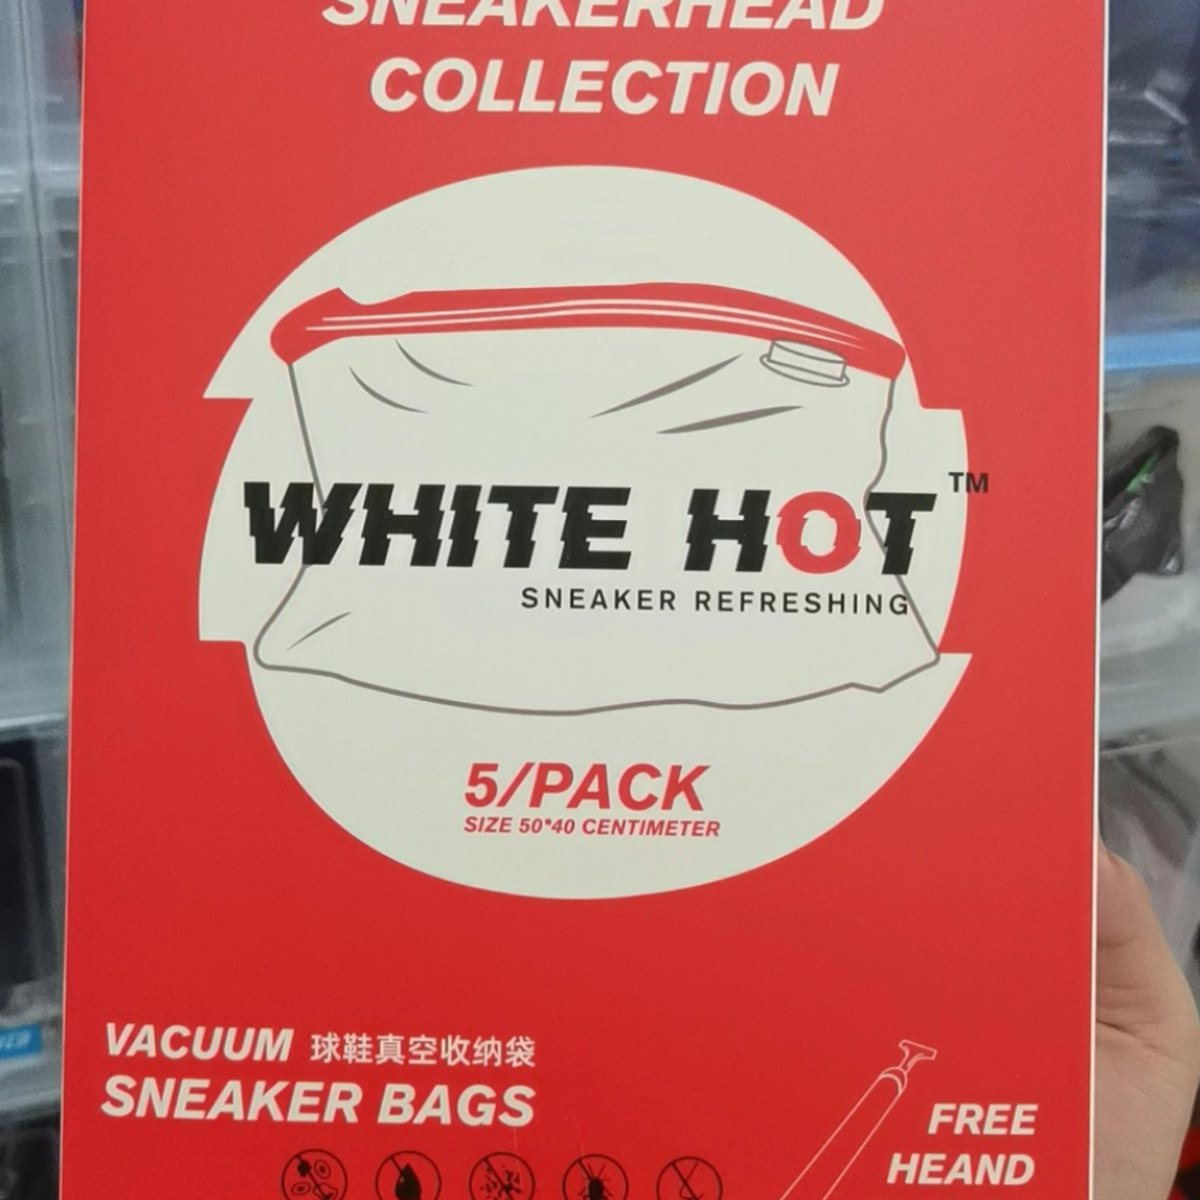 SNEAKERHEAD
COLLECTION
WHITE HOT™
SNEAKER REFRESHING
5/PACK
SIZE 50*40 CENTIMETER
VACUUM 球鞋真空收纳袋
SNEAKER BAGS
FREE
HEAND